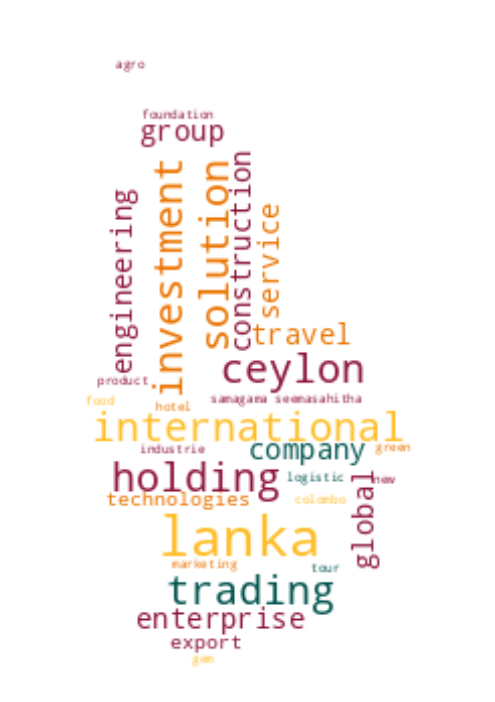 agro
foundation
group
construction
investment
solution
engineering
service
travel
ceylon
product
samagama seemasahitha
food
hotel
international
company
industrie
green
holding
logistic
new
global
technologies
colombo
lanka
marketing
tour
trading
enterprise
export
gem